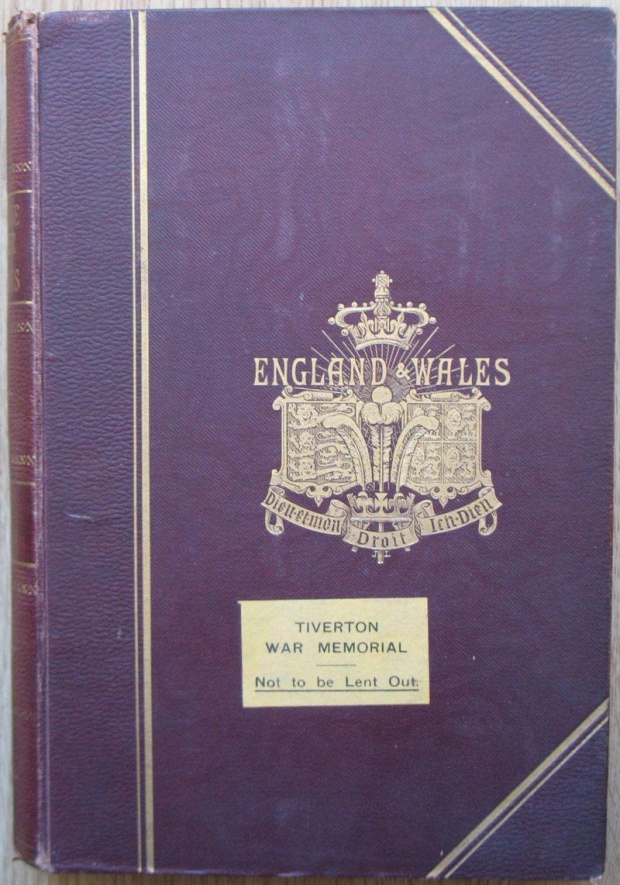 ENGLAND & WALES
Dieu·et·mon Droit Ich·Dien
TIVERTON
WAR MEMORIAL
Not to be Lent Out.